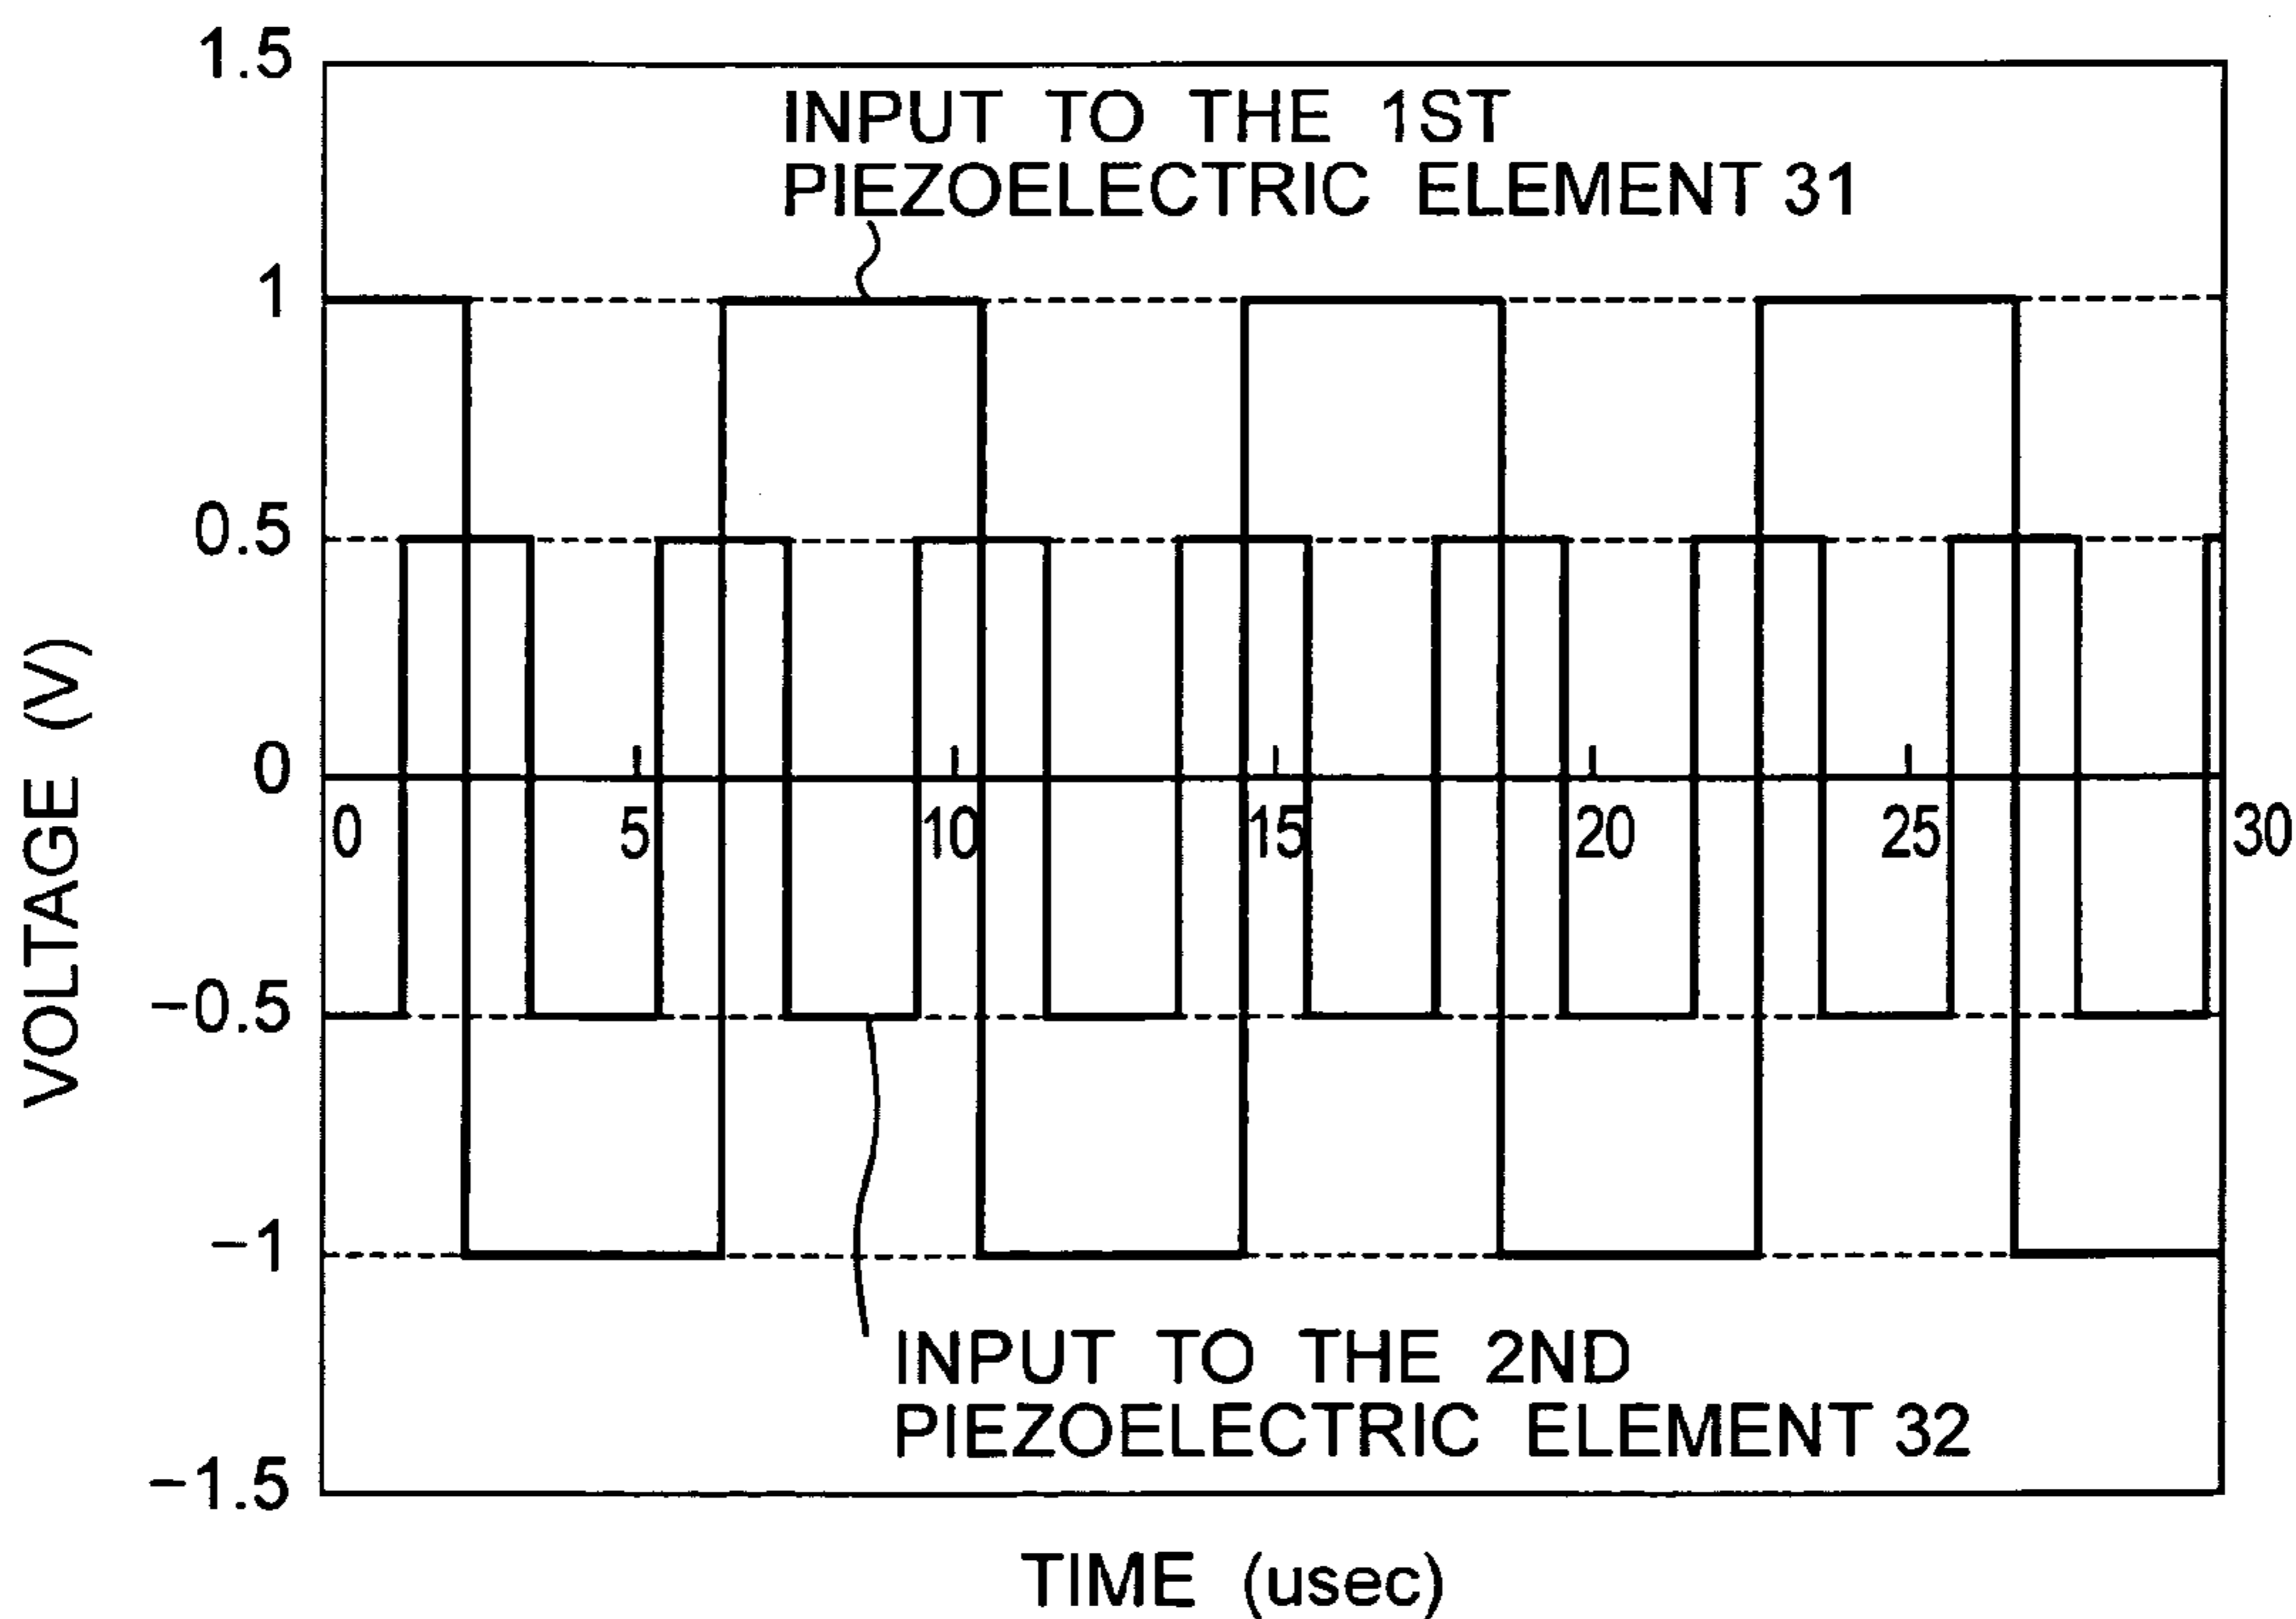 1.5
INPUT TO THE 1ST
PIEZOELECTRIC ELEMENT 31
1
0.5
VOLTAGE (V)
0
0 5 10 15 20 25 30
−0.5
−1
INPUT TO THE 2ND
PIEZOELECTRIC ELEMENT 32
−1.5
TIME (usec)